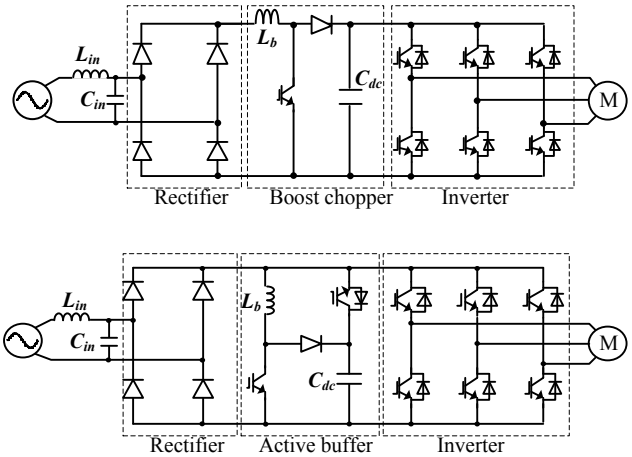 L_b
L_in
C_in
C_dc
M
Rectifier Boost chopper Inverter
L_in
L_b
C_in
M
C_dc
Rectifier Active buffer Inverter